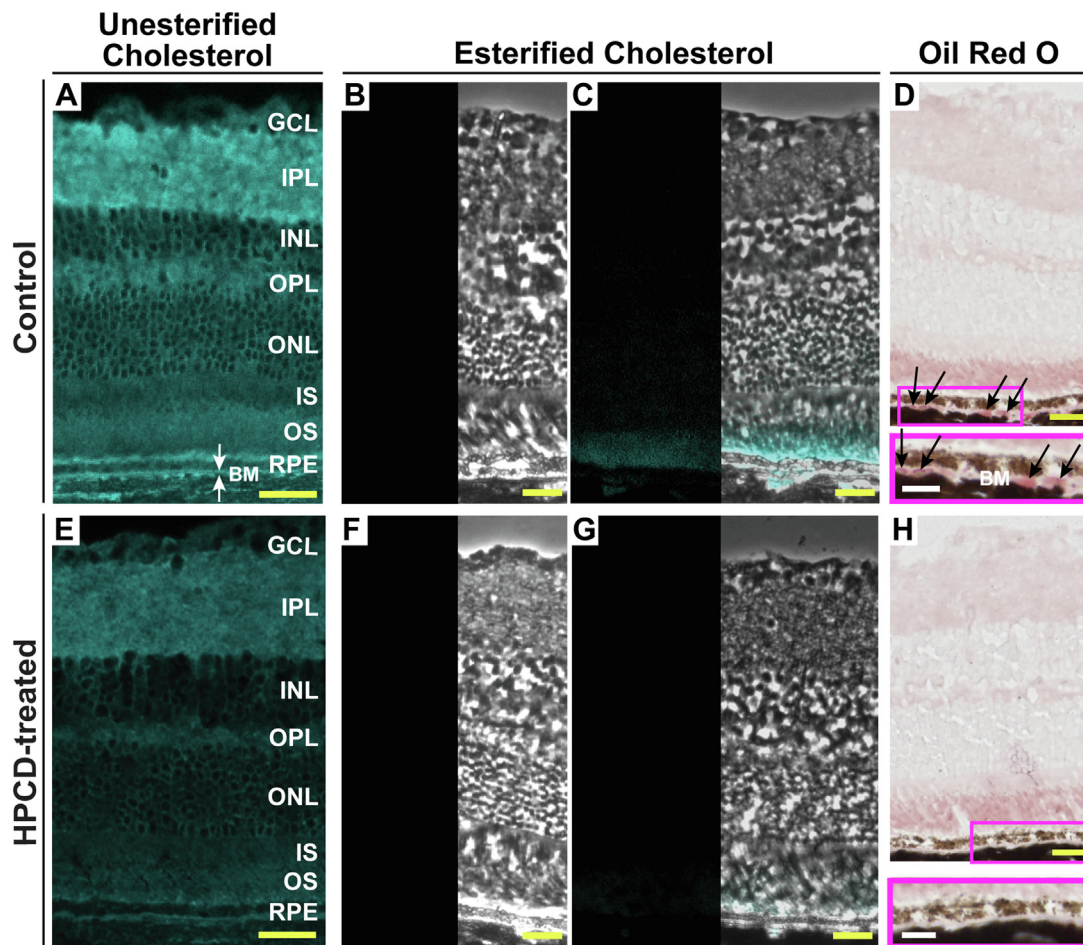 Unesterified
Cholesterol
Esterified Cholesterol
Oil Red O
Control
A
GCL
IPL
INL
OPL
ONL
IS
OS
RPE
BM
B
C
D
BM
HPCD-treated
E
GCL
IPL
INL
OPL
ONL
IS
OS
RPE
F
G
H